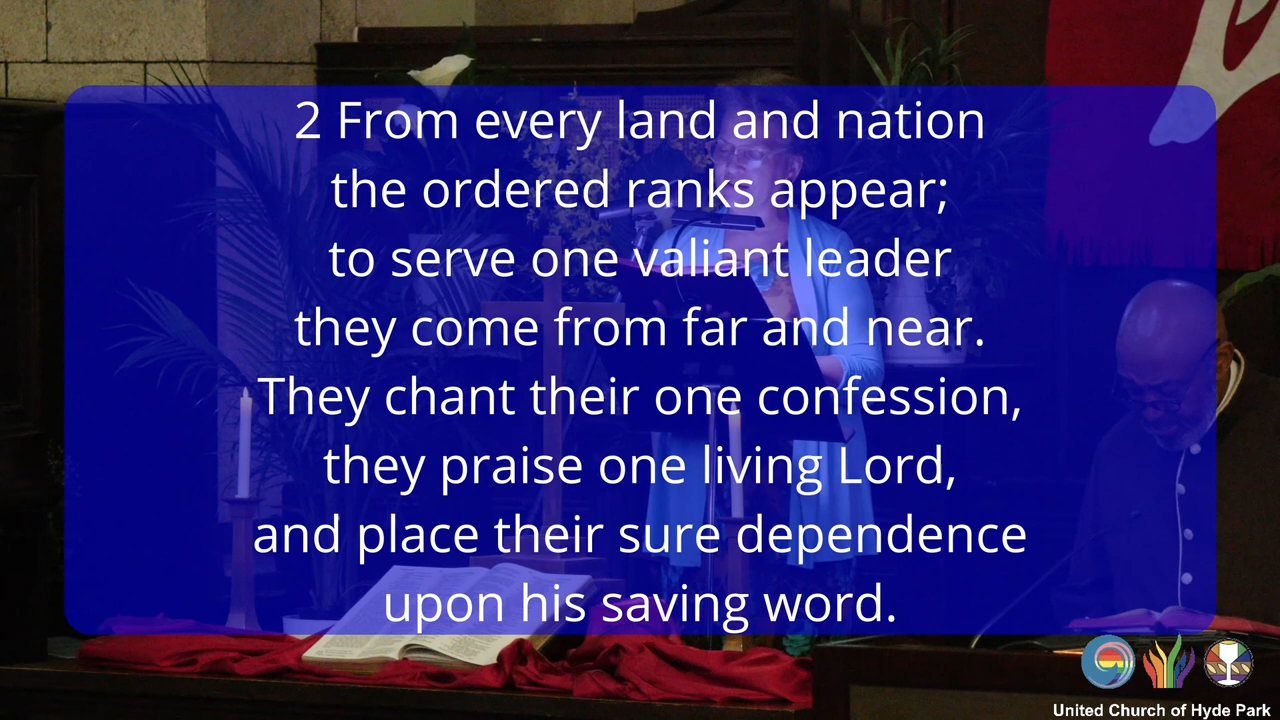 2 From every land and nation
the ordered ranks appear;
to serve one valiant leader
they come from far and near.
They chant their one confession,
they praise one living Lord,
and place their sure dependence
upon his saving word.
United Church of Hyde Park